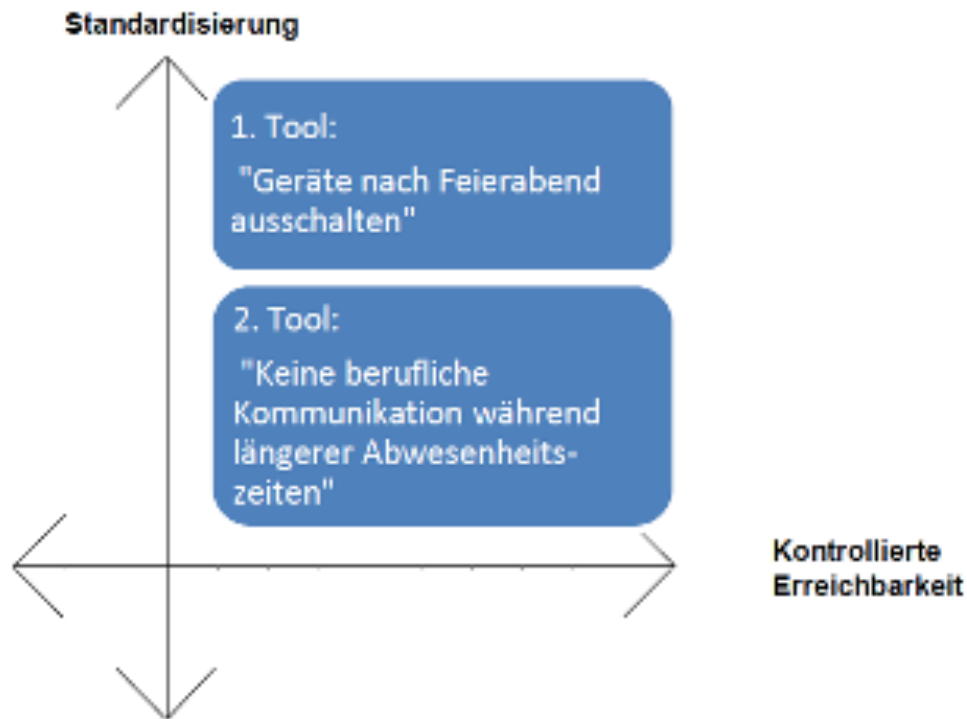 Standardisierung
1. Tool:
"Geräte nach Feierabend
ausschalten"
2. Tool:
"Keine berufliche
Kommunikation während
längerer Abwesenheits-
zeiten"
Kontrollierte
Erreichbarkeit